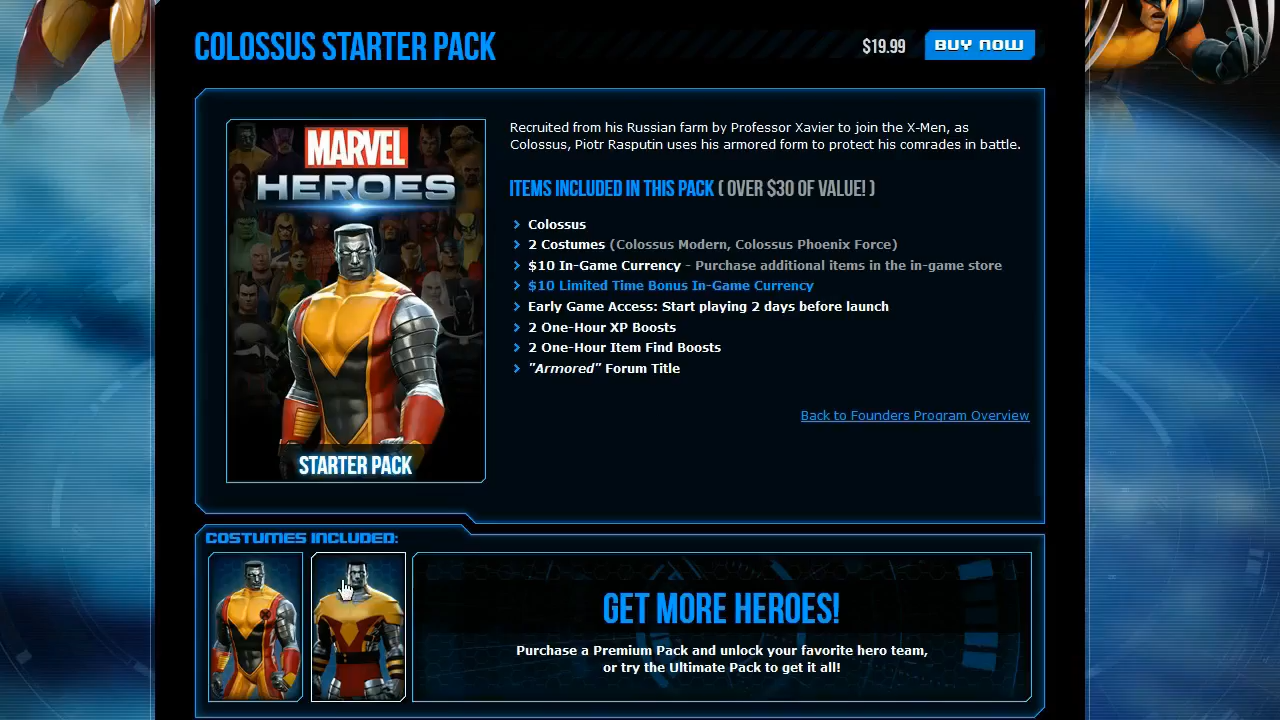 COLOSSUS STARTER PACK
$19.99
BUY NOW
MARVEL
HEROES
STARTER PACK
Recruited from his Russian farm by Professor Xavier to join the X-Men, as
Colossus, Piotr Rasputin uses his armored form to protect his comrades in battle.
ITEMS INCLUDED IN THIS PACK ( OVER $30 OF VALUE! )
Colossus
2 Costumes (Colossus Modern, Colossus Phoenix Force)
$10 In-Game Currency - Purchase additional items in the in-game store
$10 Limited Time Bonus In-Game Currency
Early Game Access: Start playing 2 days before launch
2 One-Hour XP Boosts
2 One-Hour Item Find Boosts
"Armored" Forum Title
Back to Founders Program Overview
COSTUMES INCLUDED:
GET MORE HEROES!
Purchase a Premium Pack and unlock your favorite hero team,
or try the Ultimate Pack to get it all!